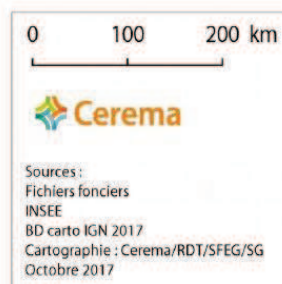 0 100 200 km
Cerema
Sources :
Fichiers fonciers
INSEE
BD carto IGN 2017
Cartographie : Cerema/RDT/SFEG/SG
Octobre 2017